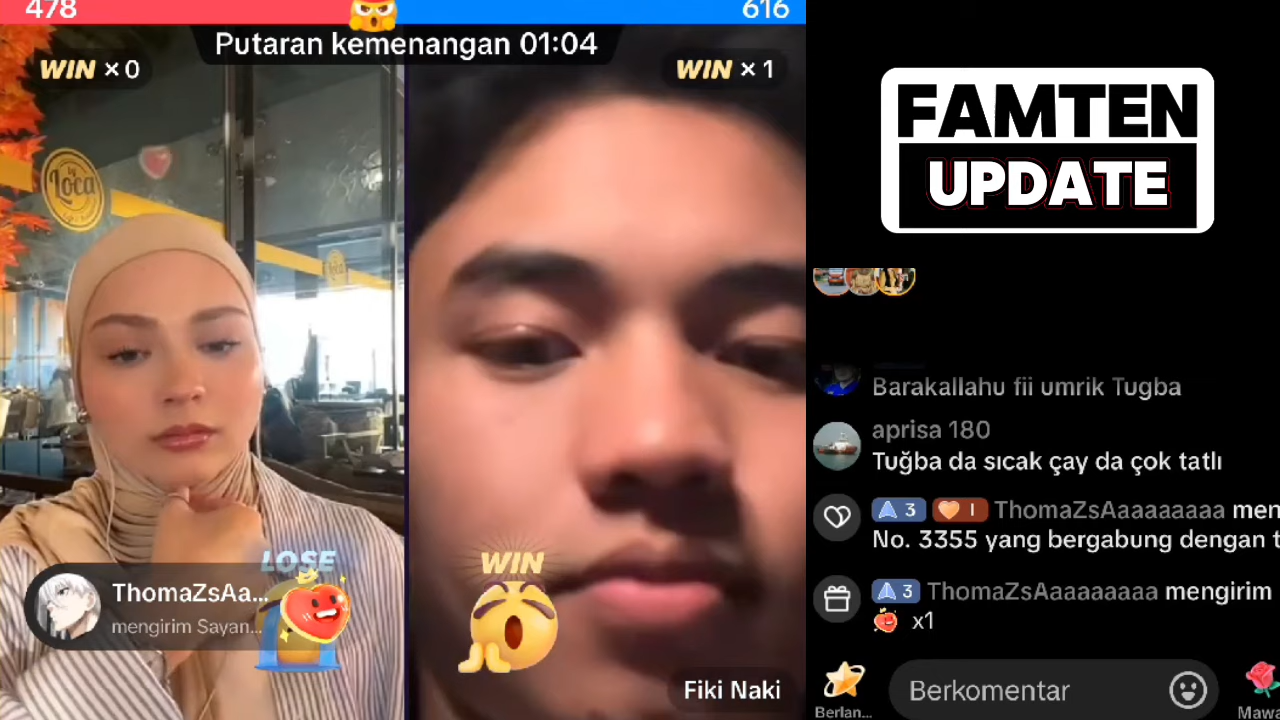 478
616
Putaran kemenangan 01:04
WIN × 0
WIN × 1
Loca
FAMTEN
UPDATE
Barakallahu fii umrik Tugba
aprisa 180
Tuğba da sıcak çay da çok tatlı
3 I ThomaZsAaaaaaaaa men
No. 3355 yang bergabung dengan t
3 ThomaZsAaaaaaaaa mengirim
x1
LOSE
WIN
ThomaZsAa...
mengirim Sayan...
Fiki Naki
Berkomentar
Berlan...
Mawa